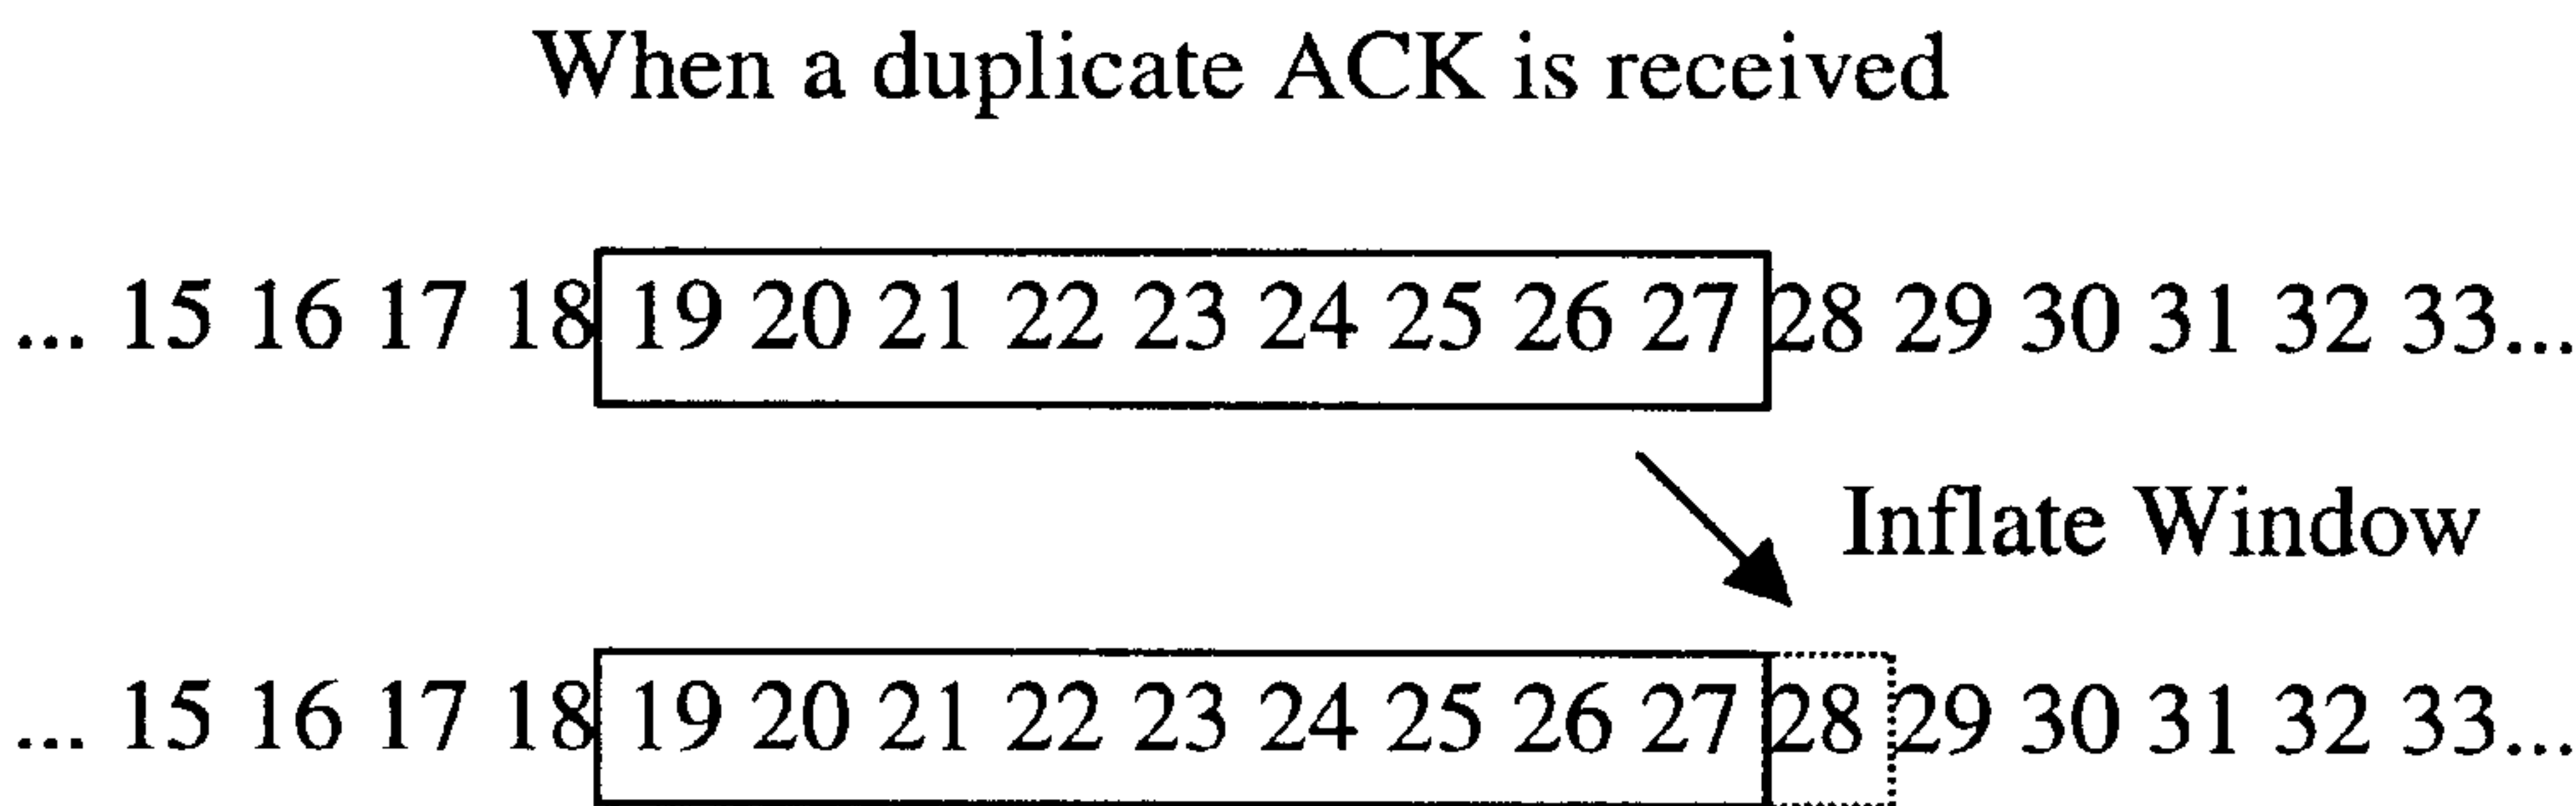 When a duplicate ACK is received
... 15 16 17 18 19 20 21 22 23 24 25 26 27 28 29 30 31 32 33...
Inflate Window
... 15 16 17 18 19 20 21 22 23 24 25 26 27 28 29 30 31 32 33...